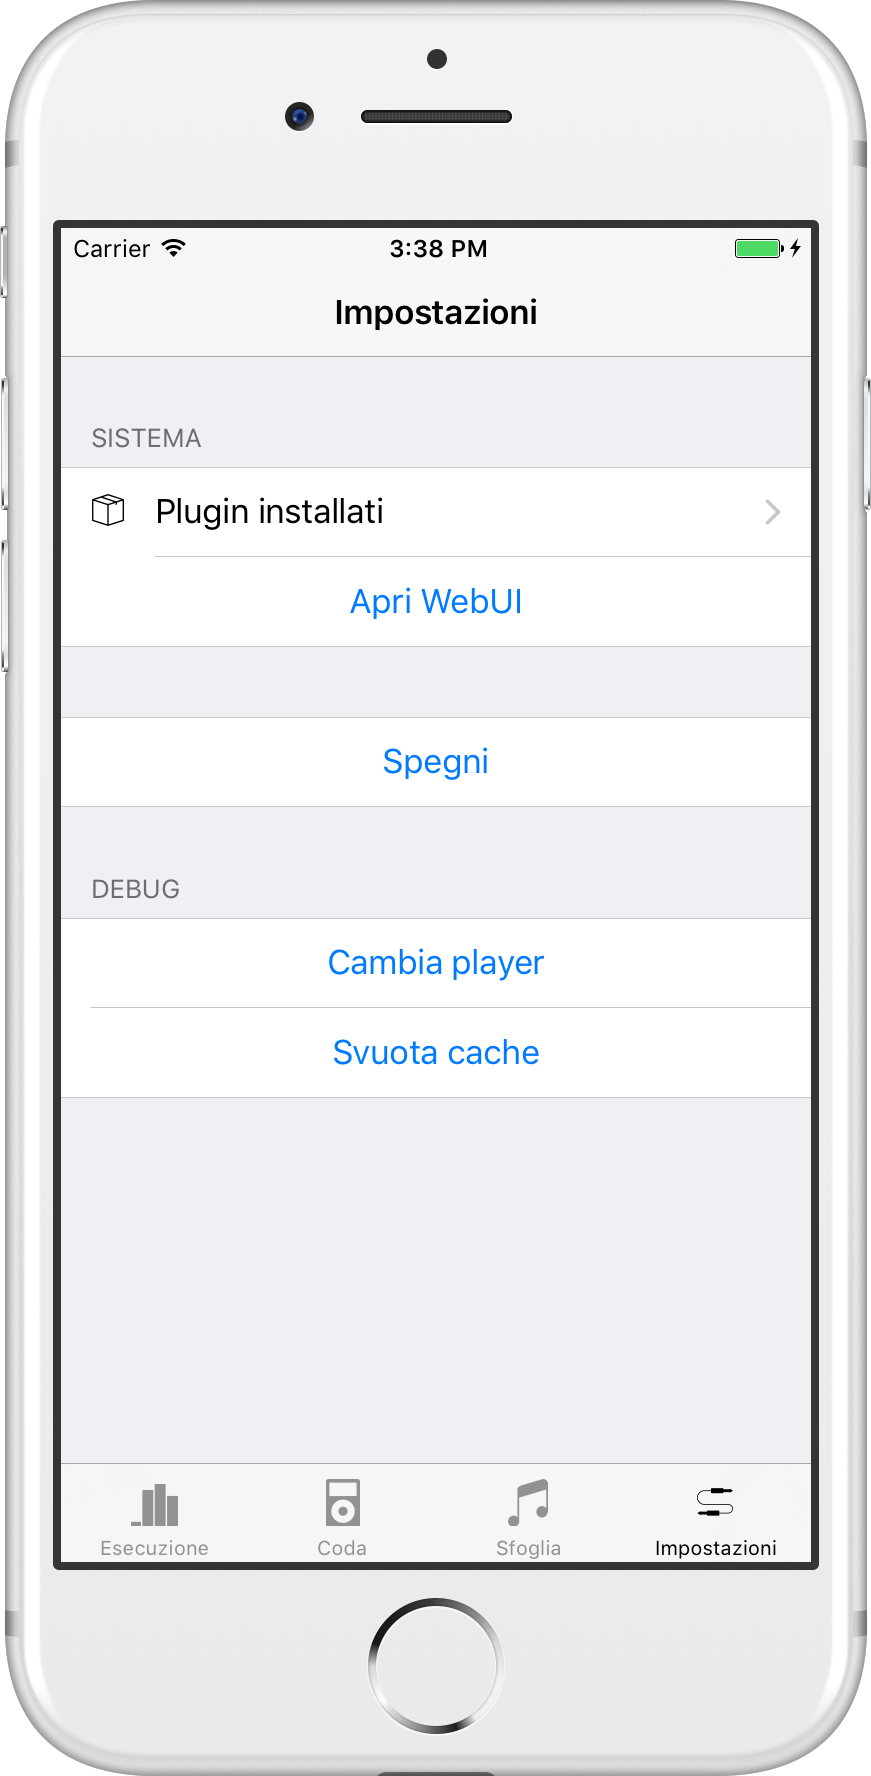 Carrier 3:38 PM
Impostazioni
SISTEMA
Plugin installati
Apri WebUI
Spegni
DEBUG
Cambia player
Svuota cache
Esecuzione Coda Sfoglia Impostazioni